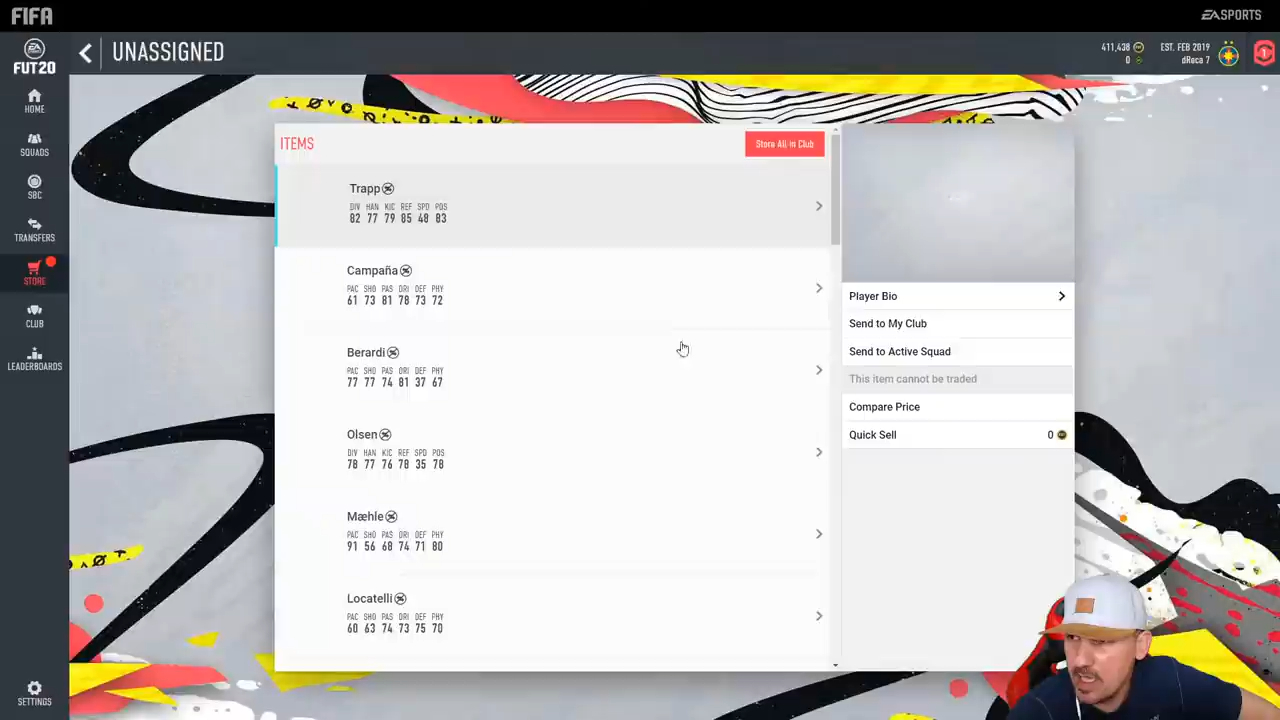 FIFA
EA SPORTS
EA SPORTS
FUT20
UNASSIGNED
411,438
0
EST. FEB 2019
dReca 7
1
HOME
SQUADS
SBC
TRANSFERS
STORE
CLUB
LEADERBOARDS
SETTINGS
ITEMS
Store All in Club
Trapp
DIV HAN KIC REF SPD POS
82 77 79 85 48 83
Campaña
PAC SHO PAS DRI DEF PHY
61 73 81 78 73 72
Berardi
PAC SHO PAS DRI DEF PHY
77 77 74 81 37 67
Olsen
DIV HAN KIC REF SPD POS
78 77 76 78 35 78
Mæhle
PAC SHO PAS DRI DEF PHY
91 56 68 74 71 80
Locatelli
PAC SHO PAS DRI DEF PHY
60 63 74 73 75 70
Player Bio
Send to My Club
Send to Active Squad
This item cannot be traded
Compare Price
Quick Sell 0